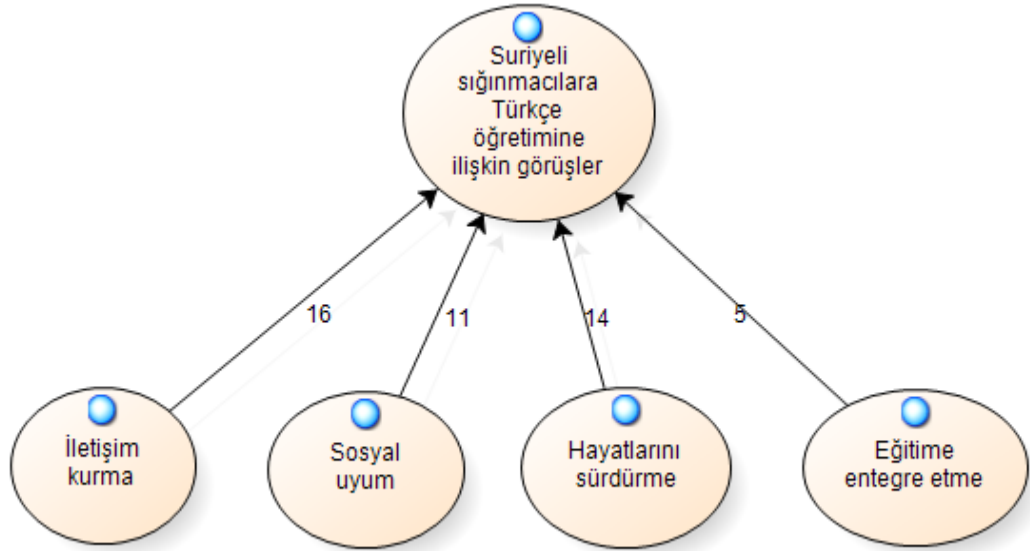 Suriyeli
sığınmacılara
Türkçe
öğretimine
ilişkin görüşler
16
11
14
5
İletişim
kurma
Sosyal
uyum
Hayatlarını
sürdürme
Eğitime
entegre etme